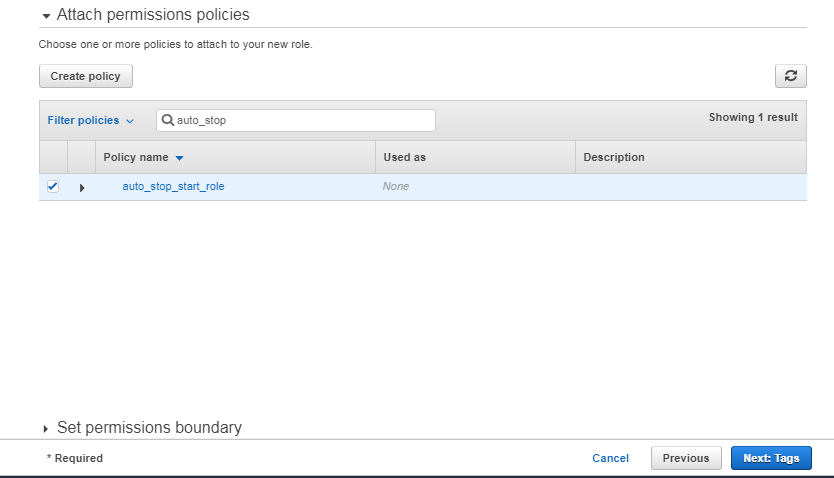 Attach permissions policies
Choose one or more policies to attach to your new role.
Create policy
Filter policies auto_stop Showing 1 result
Policy name Used as Description
auto_stop_start_role None
Set permissions boundary
* Required Cancel Previous Next: Tags